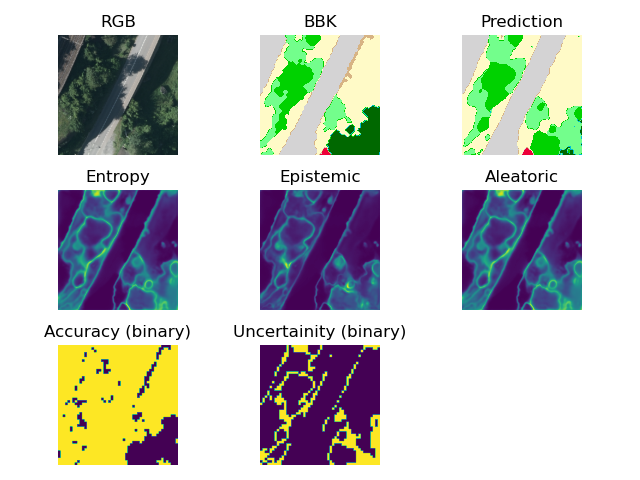 RGB
BBK
Prediction
Entropy
Epistemic
Aleatoric
Accuracy (binary)
Uncertainity (binary)